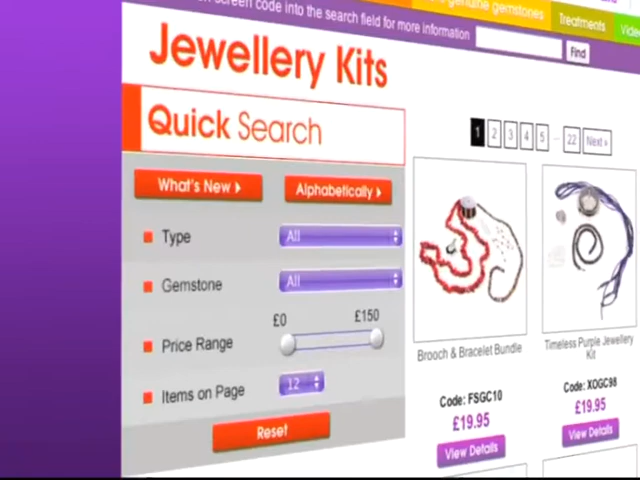 screen code into the search field for more information
Find
genuine gemstones
Treatments
Jewellery Kits
Quick Search
What's New
Alphabetically
Type
All
Gemstone
All
£0
£150
Price Range
Items on Page
12
Reset
1 2 3 4 5 ... 22 Next »
Brooch & Bracelet Bundle
Code: FSGC10
£19.95
View Details
Timeless Purple Jewellery
Kit
Code: XOGC98
£19.95
View Details